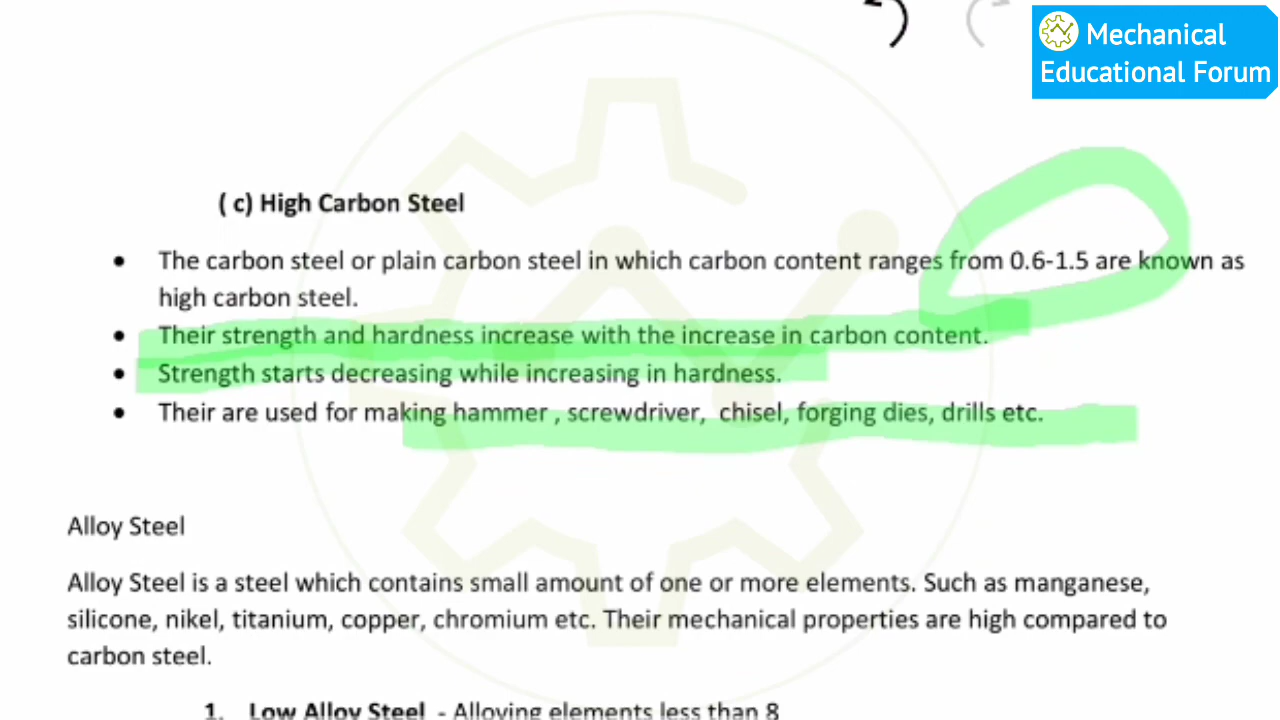 Mechanical
Educational Forum
( c) High Carbon Steel
• The carbon steel or plain carbon steel in which carbon content ranges from 0.6-1.5 are known as
high carbon steel.
• Their strength and hardness increase with the increase in carbon content.
• Strength starts decreasing while increasing in hardness.
• Their are used for making hammer , screwdriver, chisel, forging dies, drills etc.
Alloy Steel
Alloy Steel is a steel which contains small amount of one or more elements. Such as manganese,
silicone, nikel, titanium, copper, chromium etc. Their mechanical properties are high compared to
carbon steel.
1. Low Alloy Steel - Alloying elements less than 8